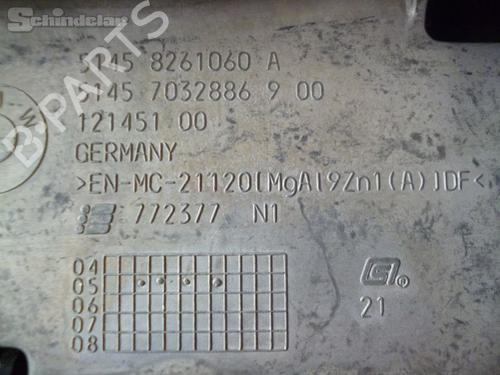 Schindelar
B-PARTS
5145 8261060 A
5145 7032886 9 00
W
121451 00
GERMANY
>EN-MC-21120[MgAl9Zn1(A)]DF<
772377 N1
04
05
06
07
08
21